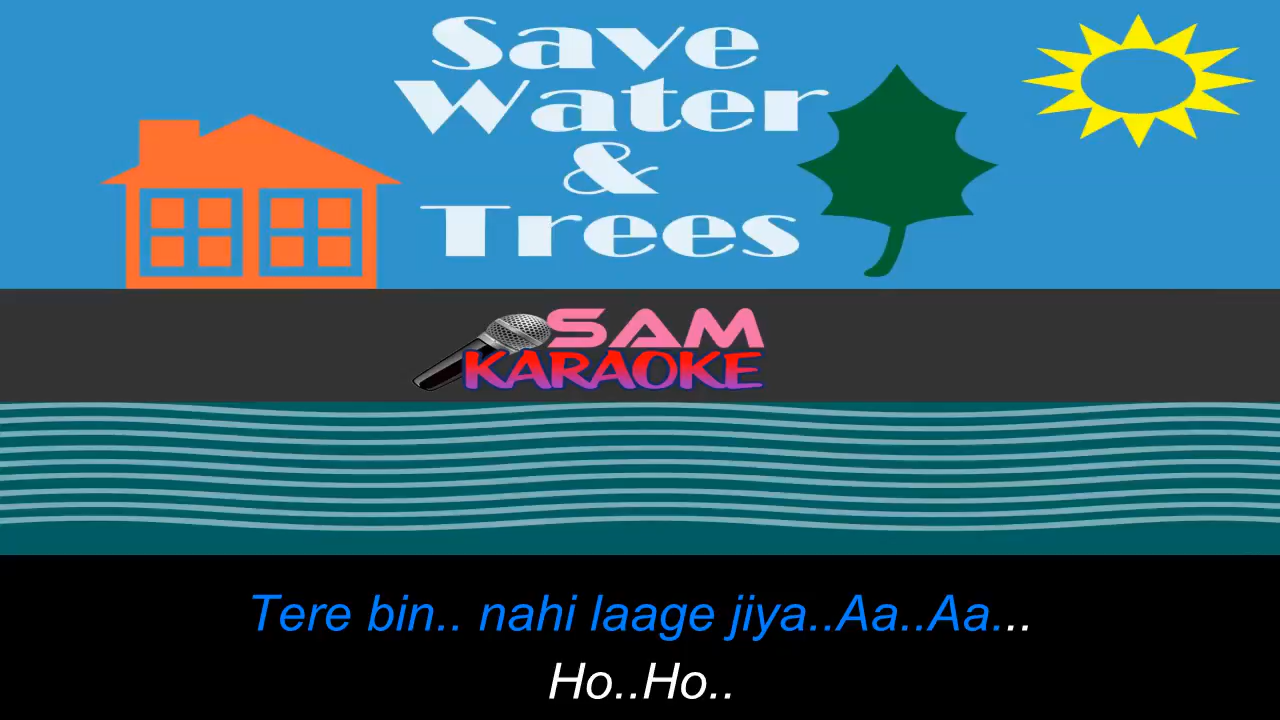 Save
Water
&
Trees
SAM
KARAOKE
Tere bin.. nahi laage jiya..Aa..Aa...
Ho..Ho..